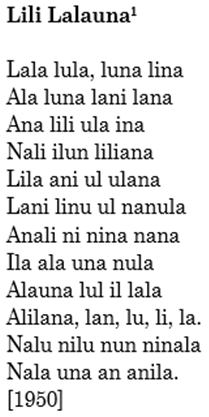 Lili Lalauna¹
Lala lula, luna lina
Ala luna lani lana
Ana lili ula ina
Nali ilun liliana
Lila ani ul ulana
Lani linu ul nanula
Anali ni nina nana
Ila ala una nula
Alauna lul il lala
Alilana, lan, lu, li, la.
Nalu nilu nun ninala
Nala una an anila.
[1950]